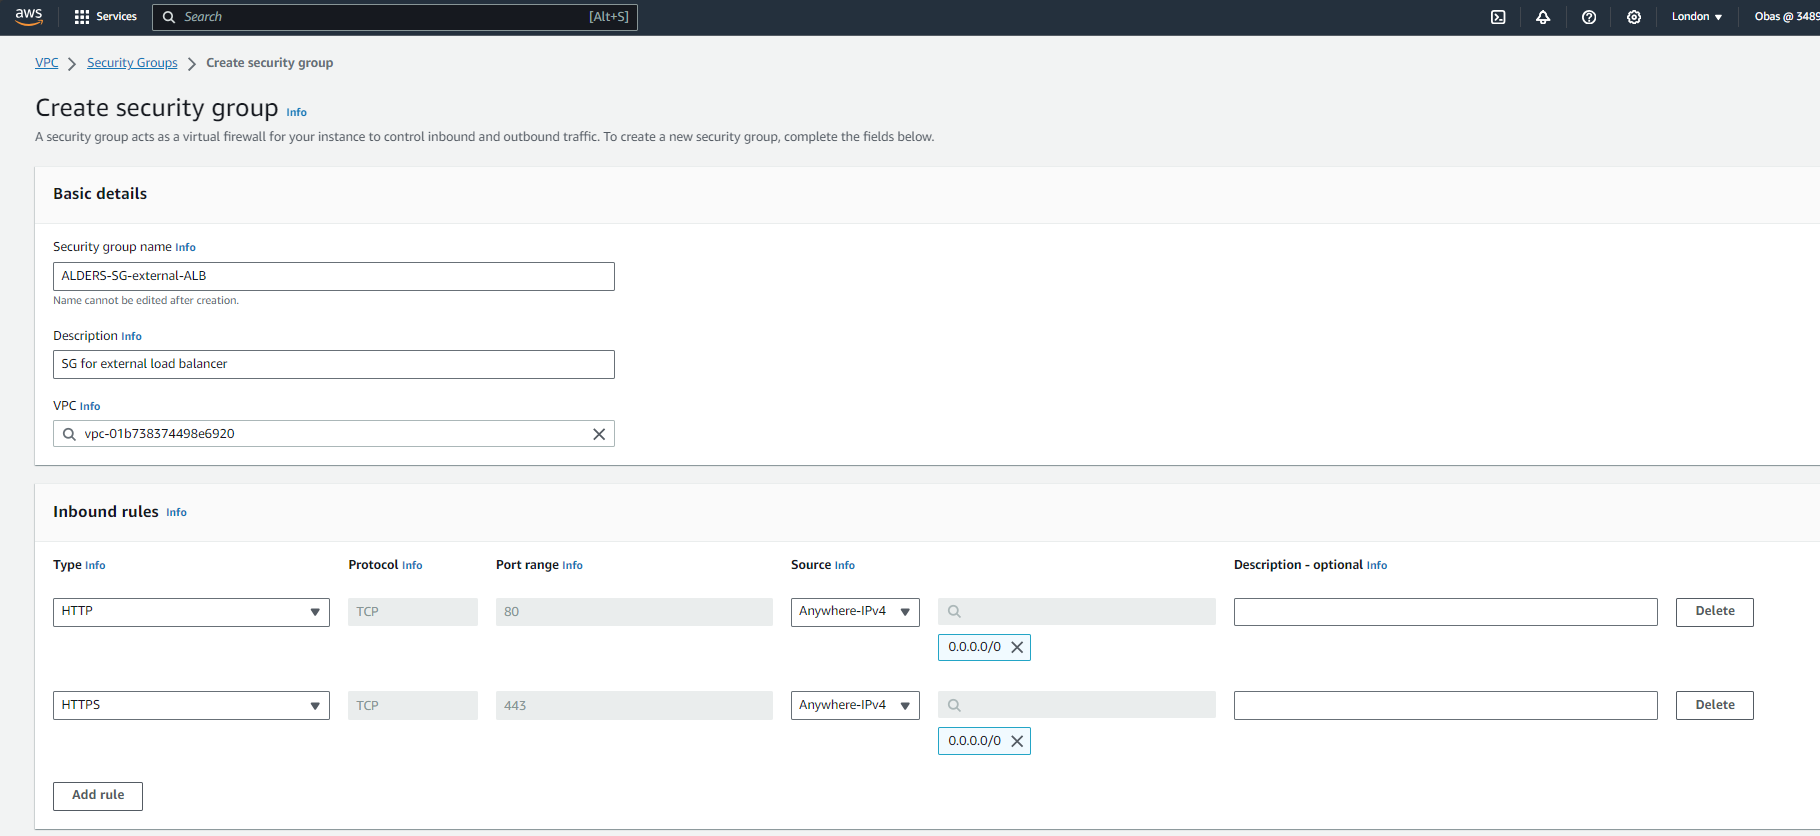 aws Services Search [Alt+S] London Obas @ 3489
VPC Security Groups Create security group
Create security group Info
A security group acts as a virtual firewall for your instance to control inbound and outbound traffic. To create a new security group, complete the fields below.
Basic details
Security group name Info
ALDERS-SG-external-ALB
Name cannot be edited after creation.
Description Info
SG for external load balancer
VPC Info
vpc-01b738374498e6920
Inbound rules Info
Type Info Protocol Info Port range Info Source Info Description - optional Info
HTTP TCP 80 Anywhere-IPv4 Delete
0.0.0.0/0
HTTPS TCP 443 Anywhere-IPv4 Delete
0.0.0.0/0
Add rule